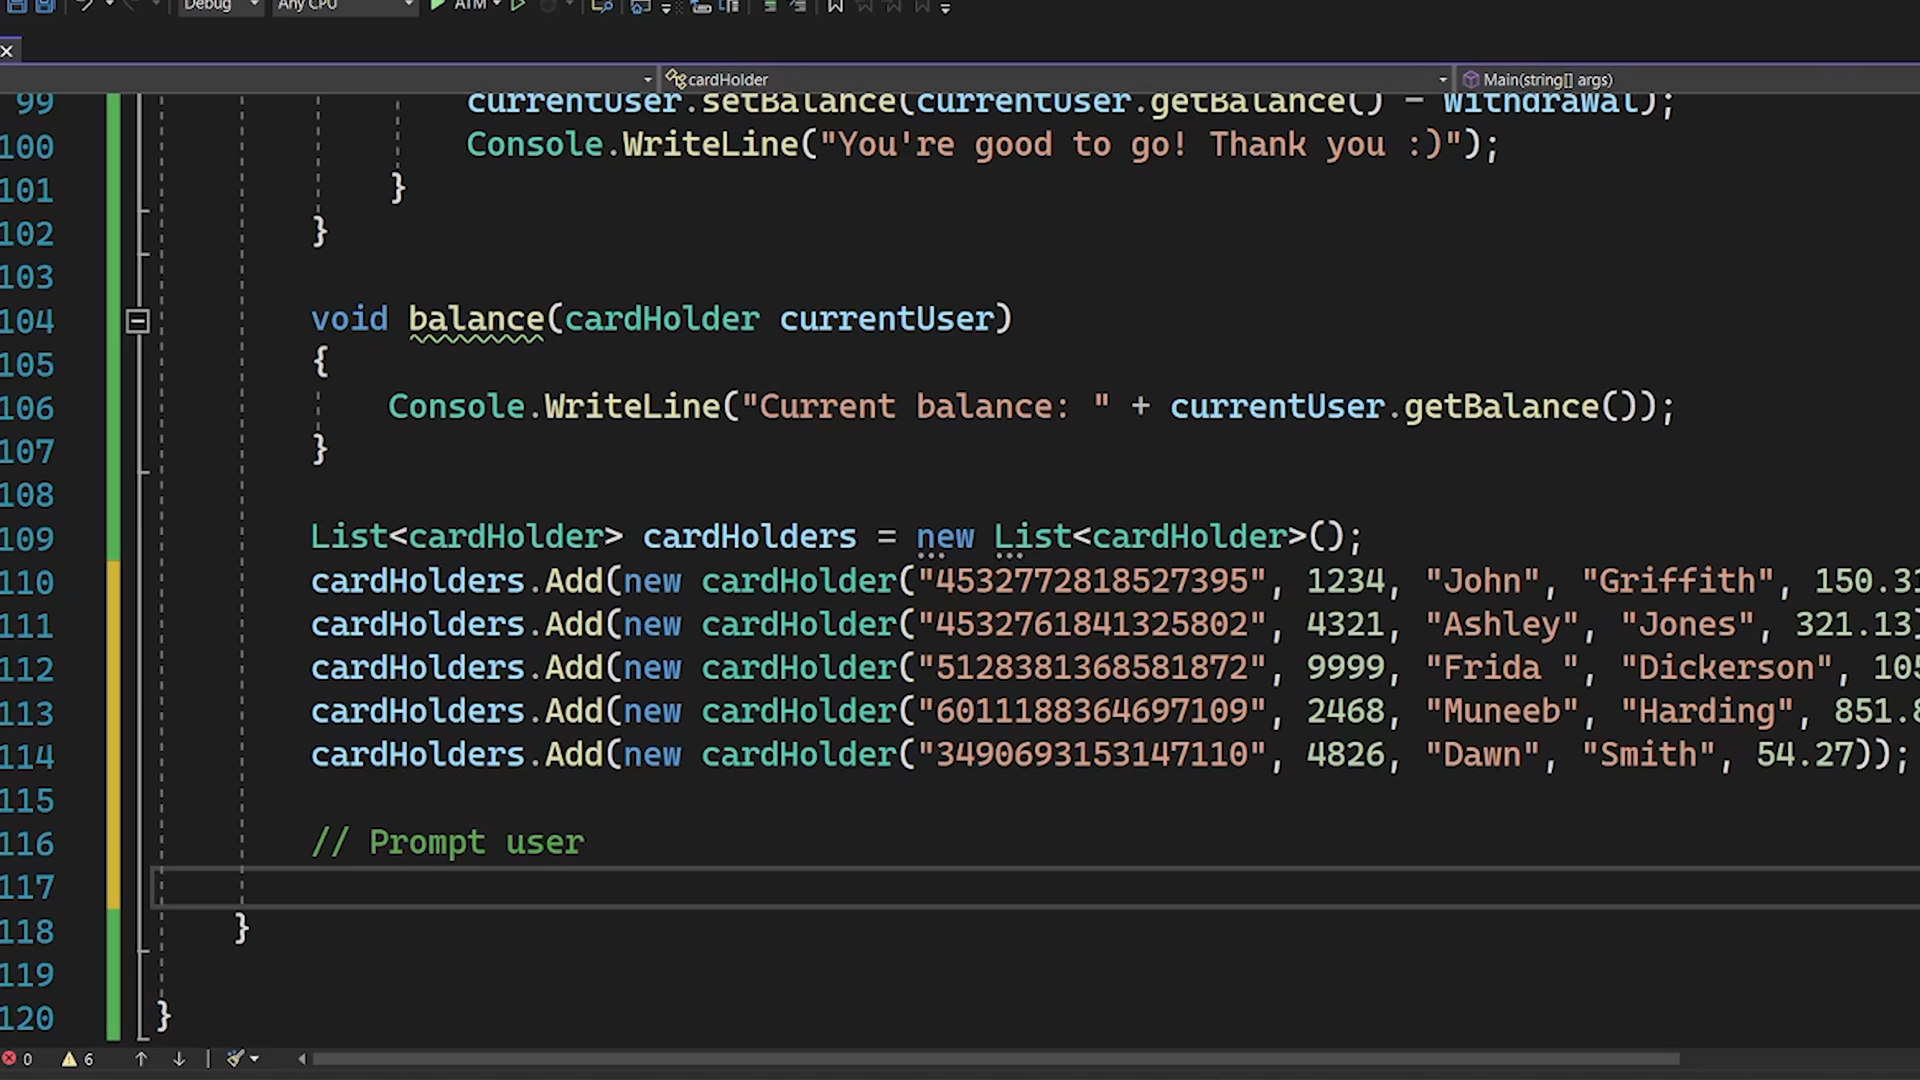 Debug Any CPU ATM
cardHolder Main(string[] args)
99 currentUser.setBalance(currentUser.getBalance() - withdrawal);
100 Console.WriteLine("You're good to go! Thank you :)");
101 }
102 }
103
104 void balance(cardHolder currentUser)
105 {
106 Console.WriteLine("Current balance: " + currentUser.getBalance());
107 }
108
109 List<cardHolder> cardHolders = new List<cardHolder>();
110 cardHolders.Add(new cardHolder("4532772818527395", 1234, "John", "Griffith", 150.31
111 cardHolders.Add(new cardHolder("4532761841325802", 4321, "Ashley", "Jones", 321.13)
112 cardHolders.Add(new cardHolder("5128381368581872", 9999, "Frida ", "Dickerson", 105
113 cardHolders.Add(new cardHolder("6011188364697109", 2468, "Muneeb", "Harding", 851.8
114 cardHolders.Add(new cardHolder("3490693153147110", 4826, "Dawn", "Smith", 54.27));
115
116 // Prompt user
117
118 }
119
120 }
0 6